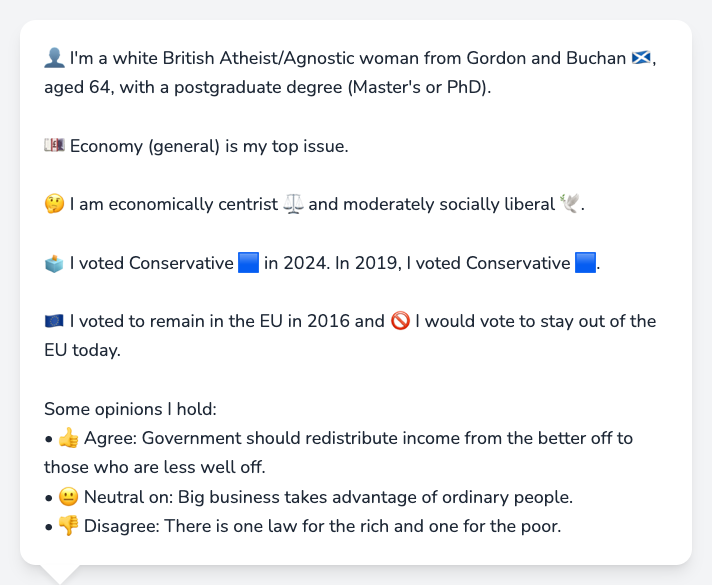 👤 I'm a white British Atheist/Agnostic woman from Gordon and Buchan 🏴󠁧󠁢󠁳󠁣󠁴󠁿,
aged 64, with a postgraduate degree (Master's or PhD).
💷 Economy (general) is my top issue.
🤔 I am economically centrist ⚖️ and moderately socially liberal 🕊️.
🗳️ I voted Conservative 🟦 in 2024. In 2019, I voted Conservative 🟦.
🇪🇺 I voted to remain in the EU in 2016 and 🚫 I would vote to stay out of the
EU today.
Some opinions I hold:
• 👍 Agree: Government should redistribute income from the better off to
those who are less well off.
• 😐 Neutral on: Big business takes advantage of ordinary people.
• 👎 Disagree: There is one law for the rich and one for the poor.